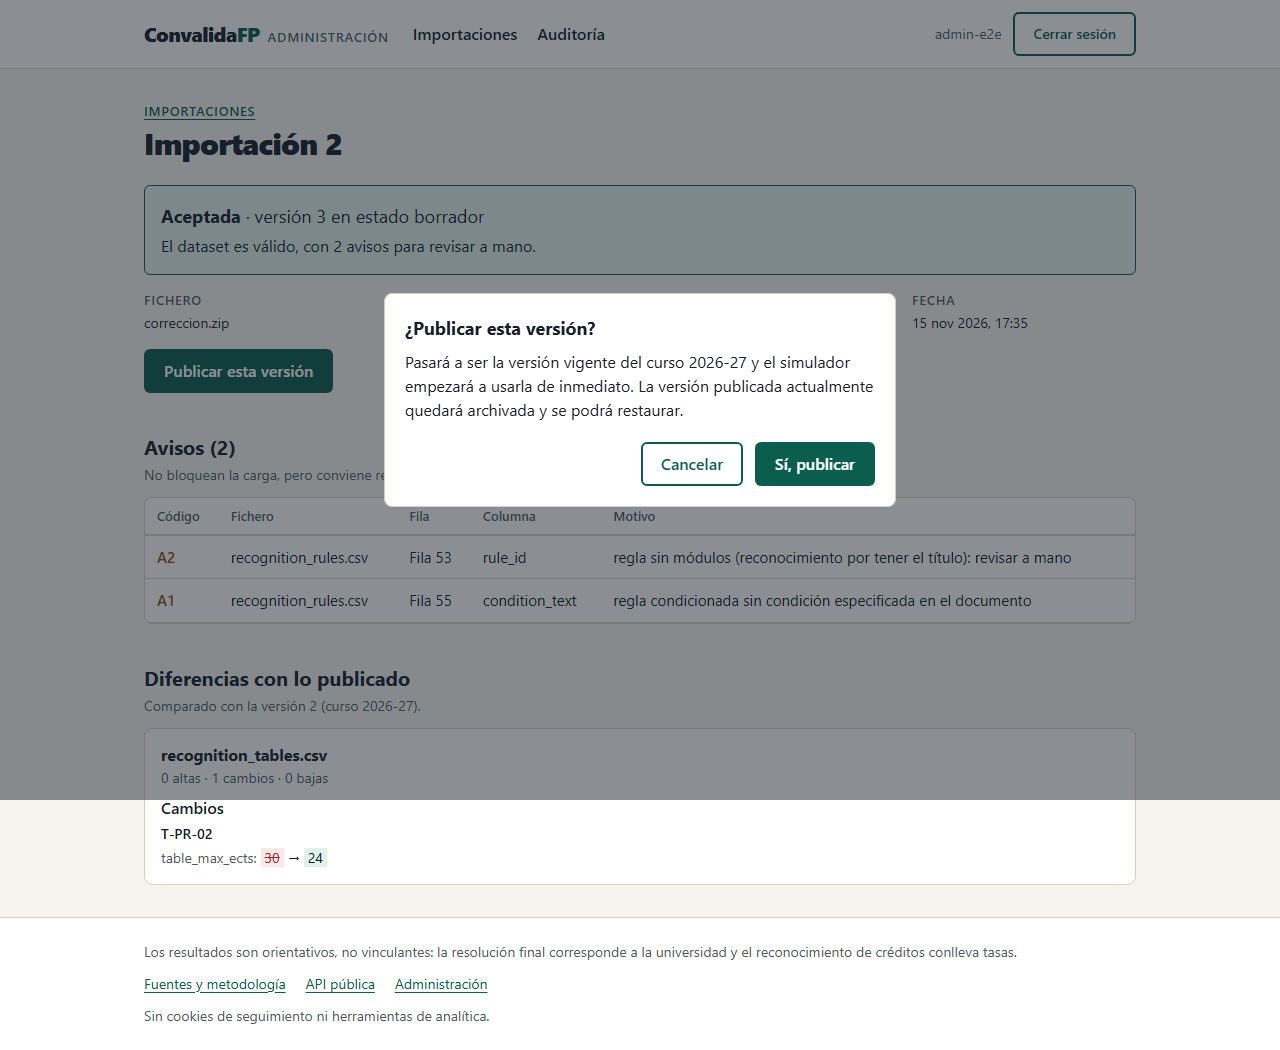 ConvalidaFP ADMINISTRACIÓN Importaciones Auditoría admin-e2e Cerrar sesión
IMPORTACIONES
Importación 2
Aceptada · versión 3 en estado borrador
El dataset es válido, con 2 avisos para revisar a mano.
FICHERO FECHA
correccion.zip 15 nov 2026, 17:35
Publicar esta versión
¿Publicar esta versión?
Pasará a ser la versión vigente del curso 2026-27 y el simulador
empezará a usarla de inmediato. La versión publicada actualmente
quedará archivada y se podrá restaurar.
Cancelar Sí, publicar
Avisos (2)
No bloquean la carga, pero conviene
Código Fichero Fila Columna Motivo
A2 recognition_rules.csv Fila 53 rule_id regla sin módulos (reconocimiento por tener el título): revisar a mano
A1 recognition_rules.csv Fila 55 condition_text regla condicionada sin condición especificada en el documento
Diferencias con lo publicado
Comparado con la versión 2 (curso 2026-27).
recognition_tables.csv
0 altas · 1 cambios · 0 bajas
Cambios
T-PR-02
table_max_ects: 30 → 24
Los resultados son orientativos, no vinculantes: la resolución final corresponde a la universidad y el reconocimiento de créditos conlleva tasas.
Fuentes y metodología API pública Administración
Sin cookies de seguimiento ni herramientas de analítica.